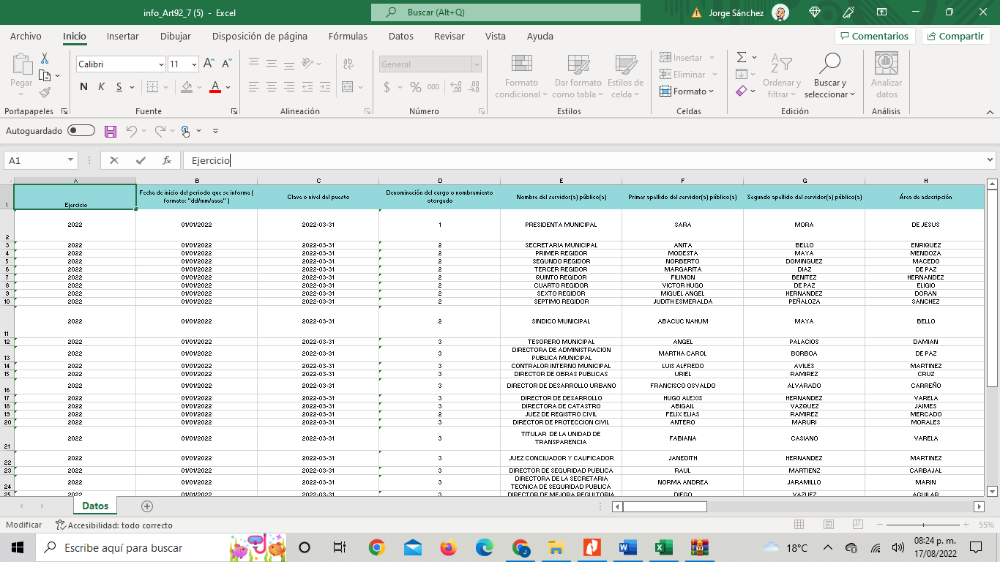 info_Art92_7 (5) - Excel
Buscar (Alt+Q)
Jorge Sánchez
Archivo Inicio Insertar Dibujar Disposición de página Fórmulas Datos Revisar Vista Ayuda
Comentarios Compartir
Pegar
Calibri 11
N K S
General
Formato condicional
Dar formato como tabla
Estilos de celda
Insertar
Eliminar
Formato
Ordenar y filtrar
Buscar y seleccionar
Analizar datos
Portapapeles Fuente Alineación Número Estilos Celdas Edición Análisis
Autoguardado
A1 fx Ejercicio
A B C D E F G H
1 Ejercicio Fecha de inicio del periodo que se informa ( formato: "dd/mm/aaaa" ) Clave o nivel del puesto Denominación del cargo o nombramiento otorgado Nombre del servidor(a) público(a) Primer apellido del servidor(a) público(a) Segundo apellido del servidor(a) público(a) Área de adscripción
2 2022 01/01/2022 2022-03-31 1 PRESIDENTA MUNICIPAL SARA MORA DE JESUS
3 2022 01/01/2022 2022-03-31 2 SECRETARIA MUNICIPAL ANITA BELLO ENRIQUEZ
4 2022 01/01/2022 2022-03-31 2 PRIMER REGIDOR MODESTA MAYA MENDOZA
5 2022 01/01/2022 2022-03-31 2 SEGUNDO REGIDOR NORBERTO DOMINGUEZ MACEDO
6 2022 01/01/2022 2022-03-31 2 TERCER REGIDOR MARGARITA DIAZ DE PAZ
7 2022 01/01/2022 2022-03-31 2 QUINTO REGIDOR FILIMON BENITEZ HERNANDEZ
8 2022 01/01/2022 2022-03-31 2 CUARTO REGIDOR VICTOR HUGO DE PAZ ELIGIO
9 2022 01/01/2022 2022-03-31 2 SEXTO REGIDOR MIGUEL ANGEL HERNANDEZ DORAN
10 2022 01/01/2022 2022-03-31 2 SEPTIMO REGIDOR JUDITH ESMERALDA PEÑALOZA SANCHEZ
11 2022 01/01/2022 2022-03-31 2 SINDICO MUNICIPAL ABACUC NAHUM MAYA BELLO
12 2022 01/01/2022 2022-03-31 3 TESORERO MUNICIPAL ANGEL PALACIOS DAMIAN
13 2022 01/01/2022 2022-03-31 3 DIRECTORA DE ADMINISTRACION PUBLICA MUNICIPAL MARTHA CAROL BORBOA DE PAZ
14 2022 01/01/2022 2022-03-31 3 CONTRALOR INTERNO MUNICIPAL LUIS ALFREDO AVILES MARTINEZ
15 2022 01/01/2022 2022-03-31 3 DIRECTOR DE OBRAS PUBLICAS URIEL RAMIREZ CRUZ
16 2022 01/01/2022 2022-03-31 3 DIRECTOR DE DESARROLLO URBANO FRANCISCO OSVALDO ALVARADO CARREÑO
17 2022 01/01/2022 2022-03-31 3 DIRECTOR DE DESARROLLO HUGO ALEXIS HERNANDEZ VARELA
18 2022 01/01/2022 2022-03-31 3 DIRECTORA DE CATASTRO ABIGAIL VAZQUEZ JAIMES
19 2022 01/01/2022 2022-03-31 2 JUEZ DE REGISTRO CIVIL FELIX ELIAS RAMIREZ MERCADO
20 2022 01/01/2022 2022-03-31 3 DIRECTOR DE PROTECCION CIVIL ANTERO MARURI MORALES
21 2022 01/01/2022 2022-03-31 3 TITULAR DE LA UNIDAD DE TRANSPARENCIA FABIANA CASIANO VARELA
22 2022 01/01/2022 2022-03-31 3 JUEZ CONCILIADOR Y CALIFICADOR JANEDITH HERNANDEZ MARTINEZ
23 2022 01/01/2022 2022-03-31 3 DIRECTOR DE SEGURIDAD PUBLICA RAUL MARTIENZ CARBAJAL
24 2022 01/01/2022 2022-03-31 3 DIRECTORA DE LA SECRETARIA TECNICA DE SEGURIDAD PUBLICA NORMA ANDREA JARAMILLO MARIN
25 2022 01/01/2022 2022-03-31 3 DIRECTOR DE MEJORA REGULTORIA DIEGO VAZUEZ AGUILAR
Datos
Modificar Accesibilidad: todo correcto 55%
Escribe aquí para buscar
18°C
08:24 p. m.
17/08/2022